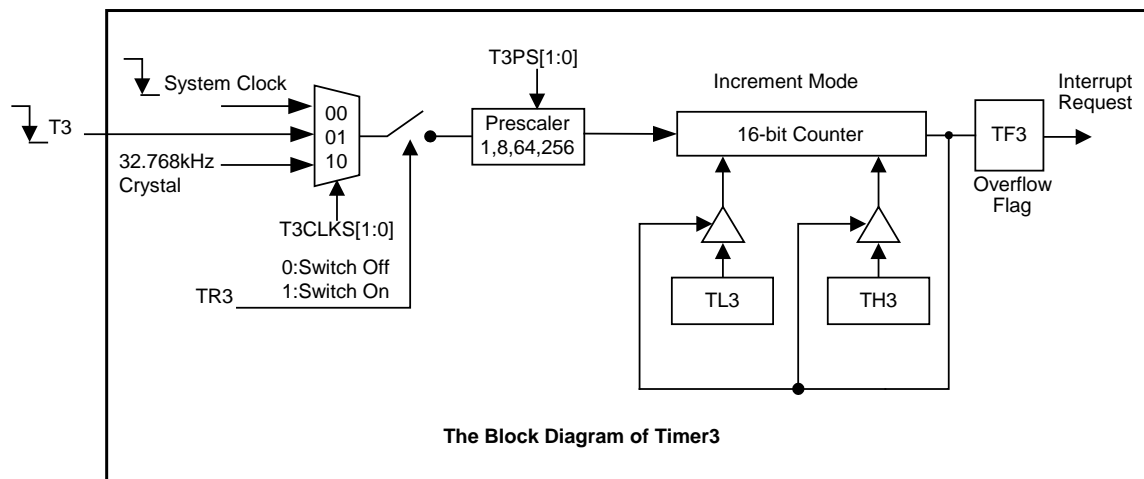 T3PS[1:0]
Increment Mode
Interrupt
Request
System Clock
T3
00
01
10
Prescaler
1,8,64,256
16-bit Counter
TF3
32.768kHz
Crystal
Overflow
Flag
T3CLKS[1:0]
0:Switch Off
1:Switch On
TR3
TL3
TH3
The Block Diagram of Timer3